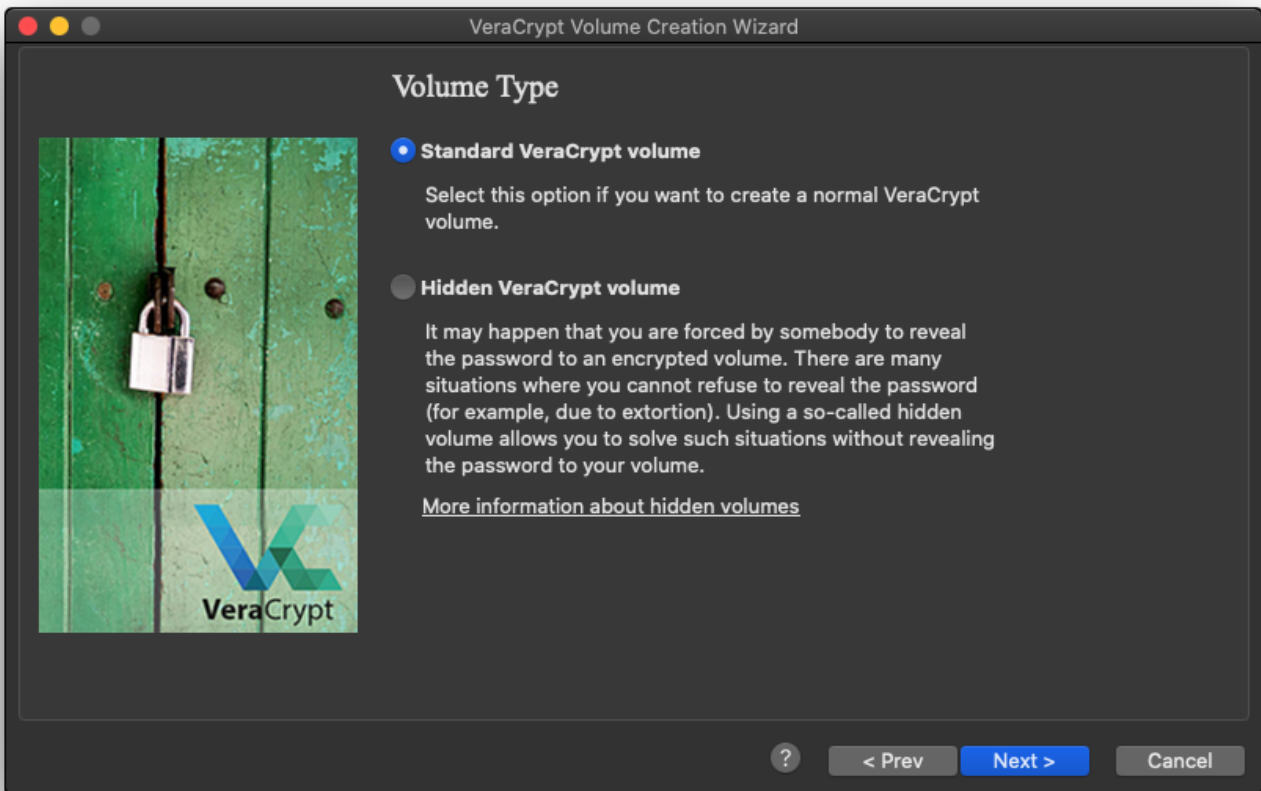 VeraCrypt Volume Creation Wizard
Volume Type
Standard VeraCrypt volume
Select this option if you want to create a normal VeraCrypt
volume.
Hidden VeraCrypt volume
It may happen that you are forced by somebody to reveal
the password to an encrypted volume. There are many
situations where you cannot refuse to reveal the password
(for example, due to extortion). Using a so-called hidden
volume allows you to solve such situations without revealing
the password to your volume.
More information about hidden volumes
VeraCrypt
?
< Prev
Next >
Cancel